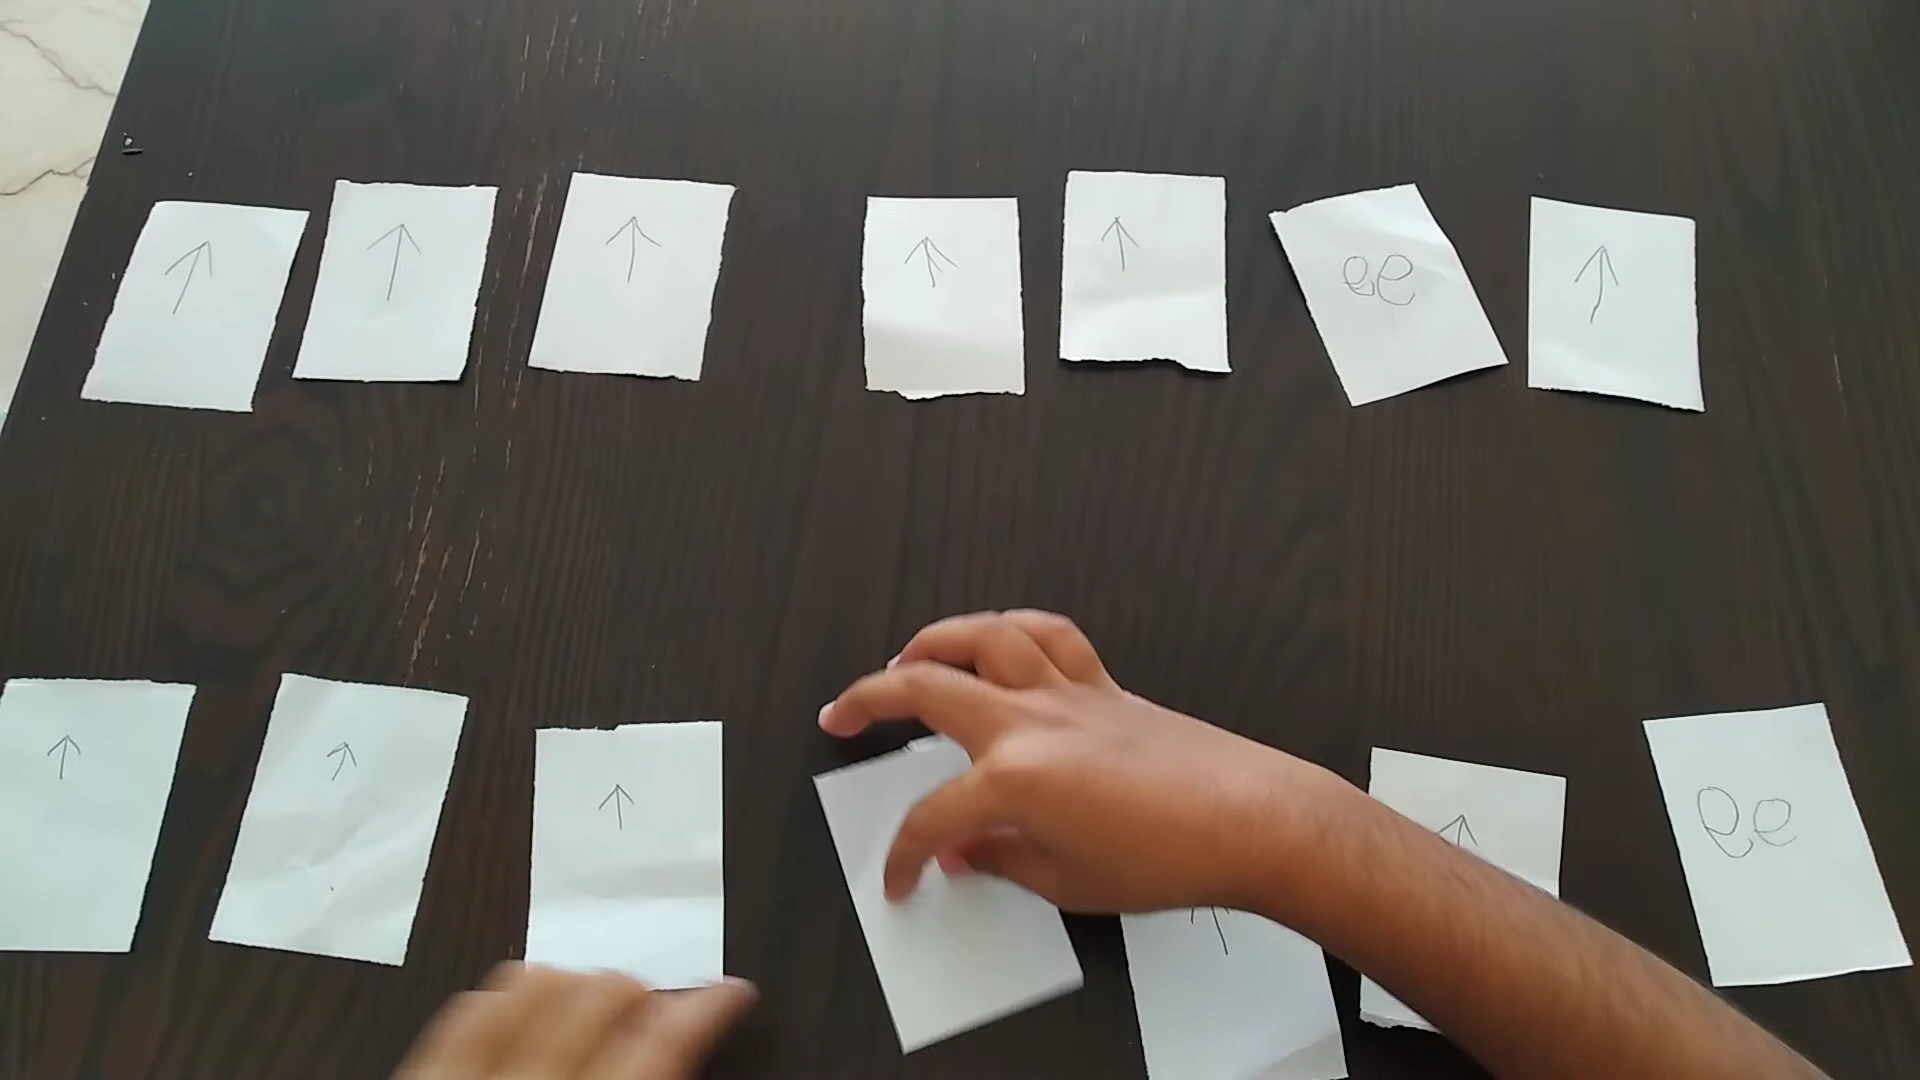 ↑ ↑ ↑ ↑ ↑ ee ↑
↑ ↑ ↑ ↑ ↑ ee